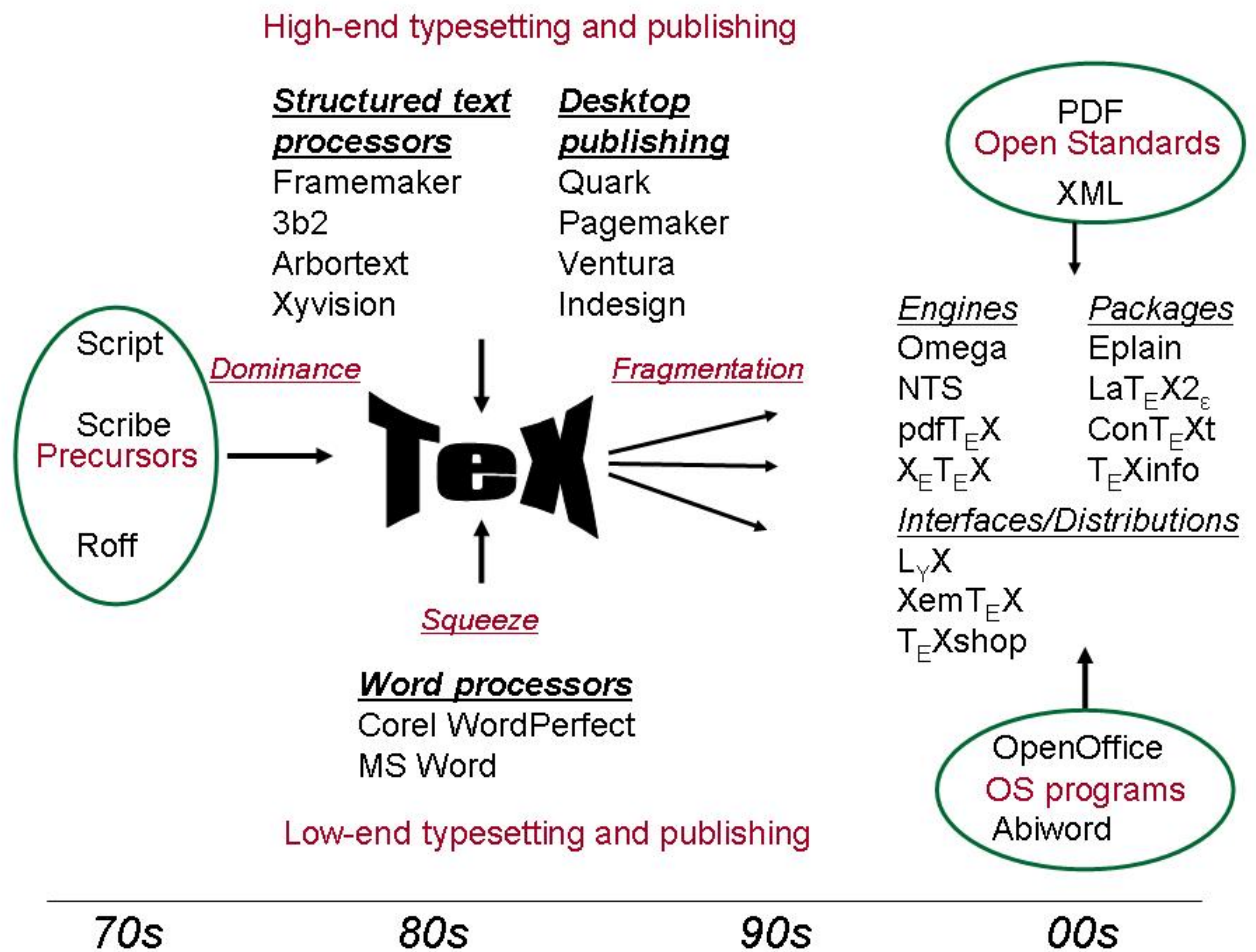 High-end typesetting and publishing
Structured text
processors
Framemaker
3b2
Arbortext
Xyvision
Desktop
publishing
Quark
Pagemaker
Ventura
Indesign
PDF
Open Standards
XML
Script
Scribe
Precursors
Roff
Dominance
TeX
Fragmentation
Squeeze
Word processors
Corel WordPerfect
MS Word
Low-end typesetting and publishing
Engines
Omega
NTS
pdfTEX
XETEX
Packages
Eplain
LaTEX2ε
ConTEXt
TEXinfo
Interfaces/Distributions
LYX
XemTEX
TEXshop
OpenOffice
OS programs
Abiword
70s 80s 90s 00s